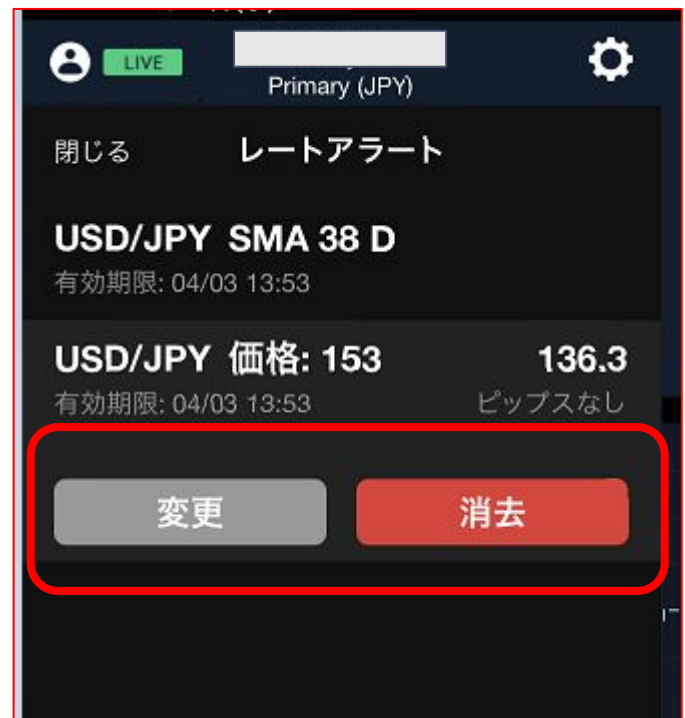 LIVE
Primary (JPY)
閉じる レートアラート
USD/JPY SMA 38 D
有効期限: 04/03 13:53
USD/JPY 価格: 153 136.3
有効期限: 04/03 13:53 ピップスなし
変更 消去